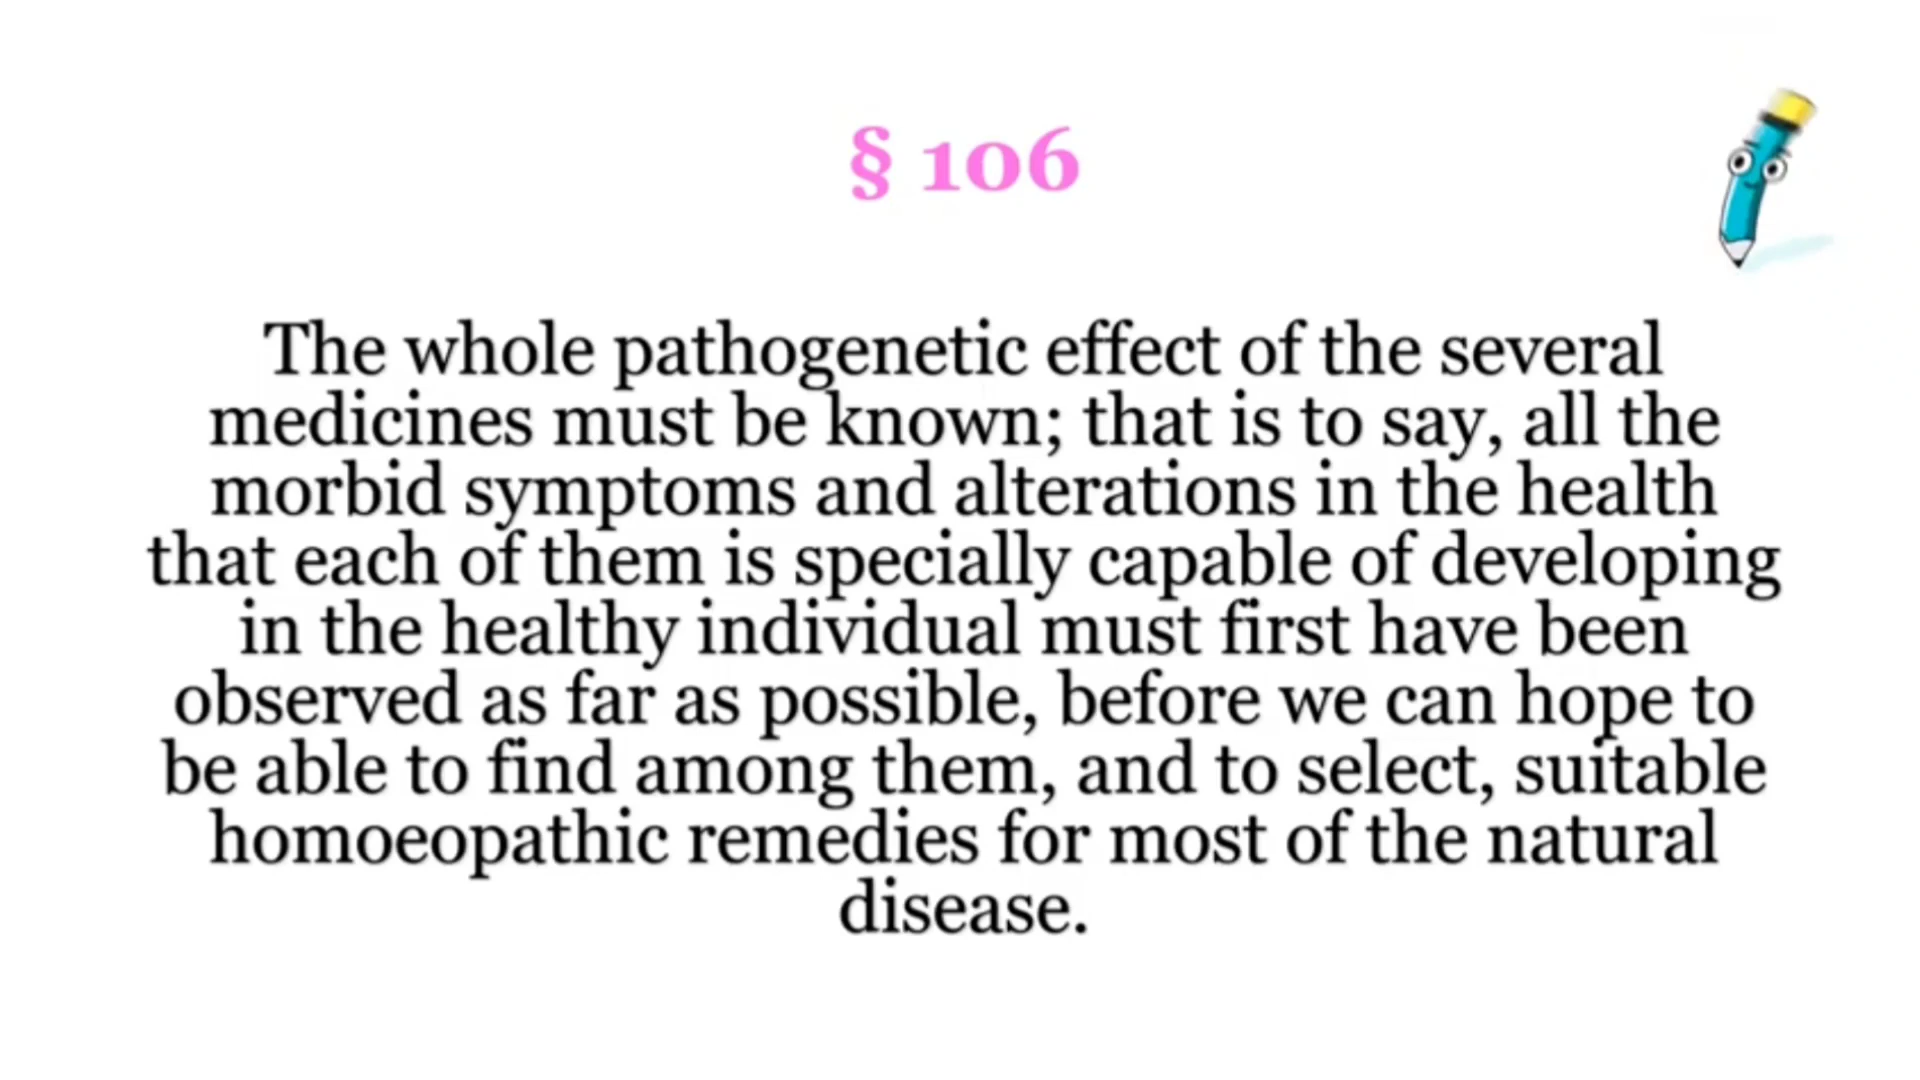 § 106
The whole pathogenetic effect of the several
medicines must be known; that is to say, all the
morbid symptoms and alterations in the health
that each of them is specially capable of developing
in the healthy individual must first have been
observed as far as possible, before we can hope to
be able to find among them, and to select, suitable
homoeopathic remedies for most of the natural
disease.